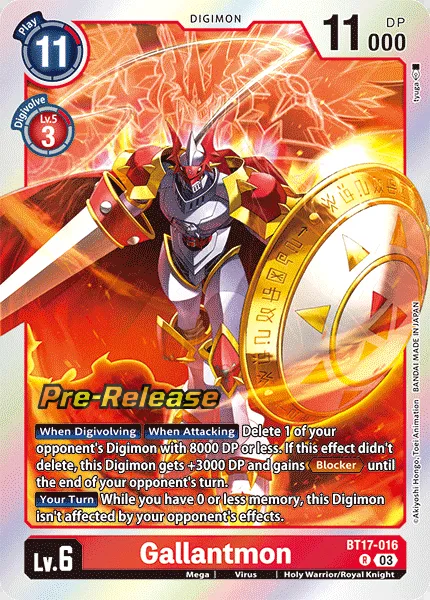 DIGIMON
Play
11
11000
DP
Digivolve
Lv.5
3
tyuga
Pre-Release
When Digivolving When Attacking Delete 1 of your
opponent's Digimon with 8000 DP or less. If this effect didn't
delete, this Digimon gets +3000 DP and gains Blocker until
the end of your opponent's turn.
Your Turn While you have 0 or less memory, this Digimon
isn't affected by your opponent's effects.
©Akiyoshi Hongo, Toei Animation BANDAI MADE IN JAPAN
Lv.6
Gallantmon
BT17-016
R 03
Mega | Virus | Holy Warrior/Royal Knight